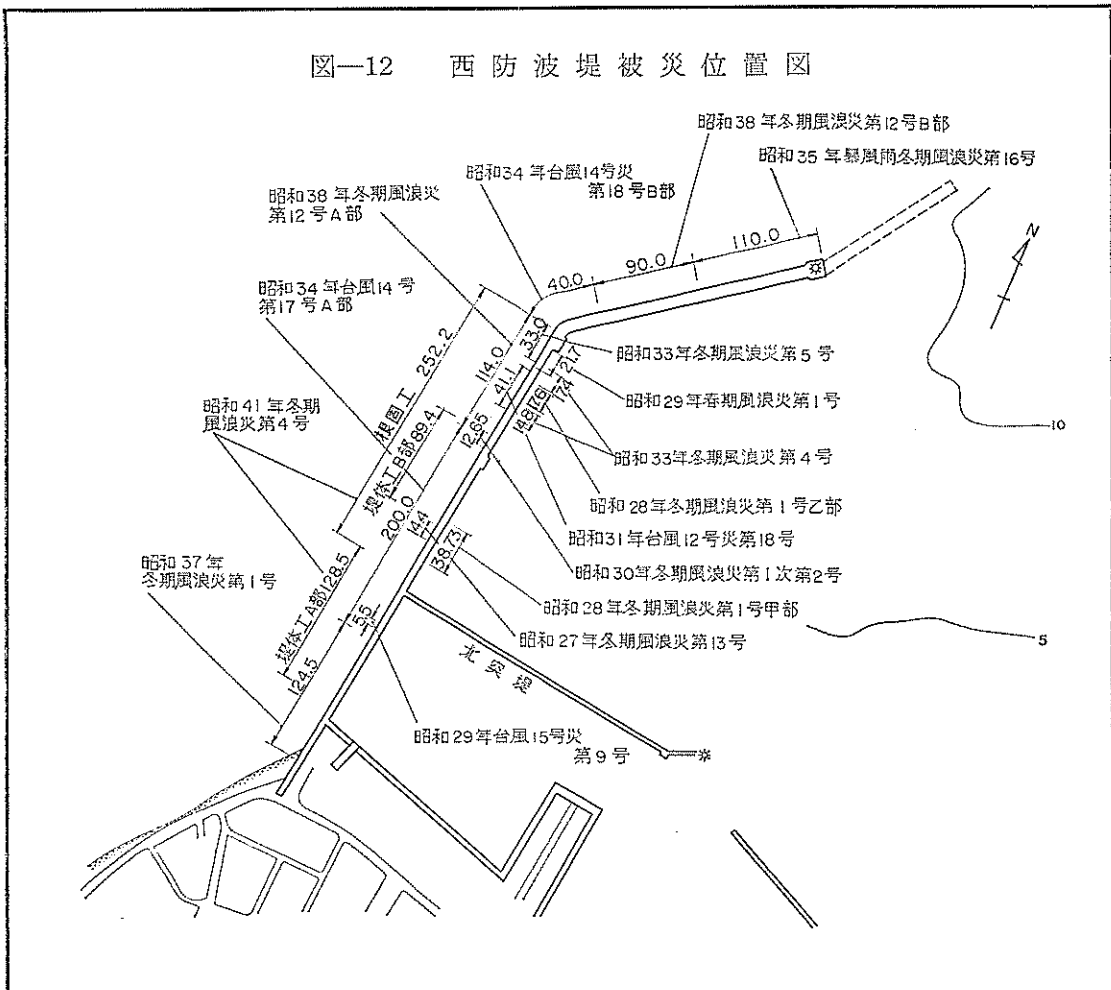 図—12　西防波堤被災位置図
昭和38年冬期風浪災第12号B部
昭和35年暴風雨冬期風浪災第16号
昭和34年台風14号災
第18号B部
昭和38年冬期風浪災
第12号A部
昭和34年台風14号
第17号A部
昭和41年冬期
風浪災第4号
昭和37年
冬期風浪災第1号
110.0
90.0
40.0
N
33.0
114.0
41.1
21.7
17.4
17.6
14.8
根固工 252.2
堤体工B部 89.4
12.65
200.0
14.4
138.73
堤体工A部 128.5
5.5
124.5
昭和33年冬期風浪災第5号
昭和29年春期風浪災第1号
昭和33年冬期風浪災第4号
昭和28年冬期風浪災第1号乙部
昭和31年台風12号災第18号
昭和30年冬期風浪災第1次第2号
昭和28年冬期風浪災第1号甲部
昭和27年冬期風浪災第13号
昭和29年台風15号災
第9号
北突堤
10
5